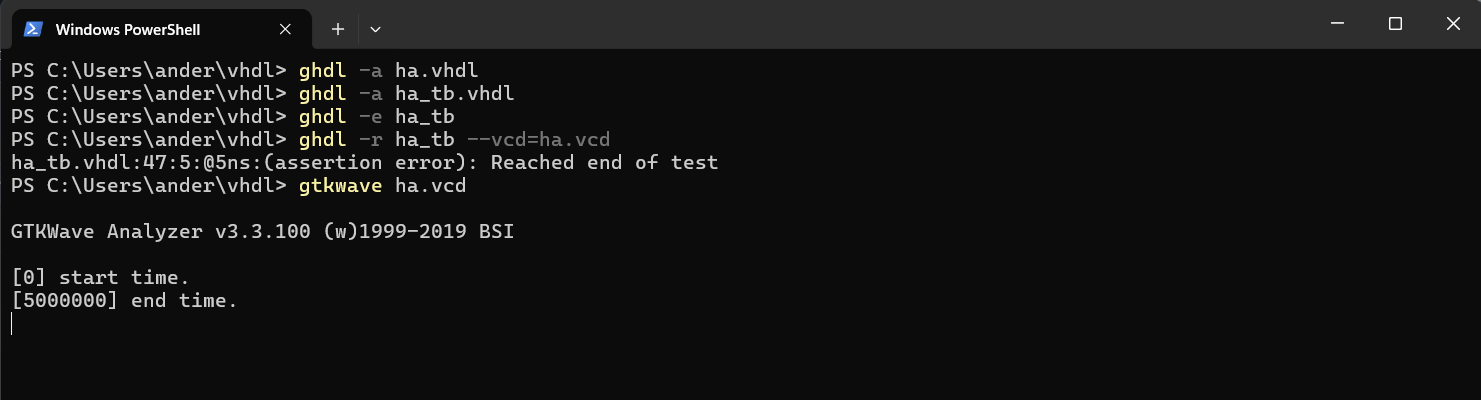 Windows PowerShell
PS C:\Users\ander\vhdl> ghdl -a ha.vhdl
PS C:\Users\ander\vhdl> ghdl -a ha_tb.vhdl
PS C:\Users\ander\vhdl> ghdl -e ha_tb
PS C:\Users\ander\vhdl> ghdl -r ha_tb --vcd=ha.vcd
ha_tb.vhdl:47:5:@5ns:(assertion error): Reached end of test
PS C:\Users\ander\vhdl> gtkwave ha.vcd
GTKWave Analyzer v3.3.100 (w)1999-2019 BSI
[0] start time.
[5000000] end time.